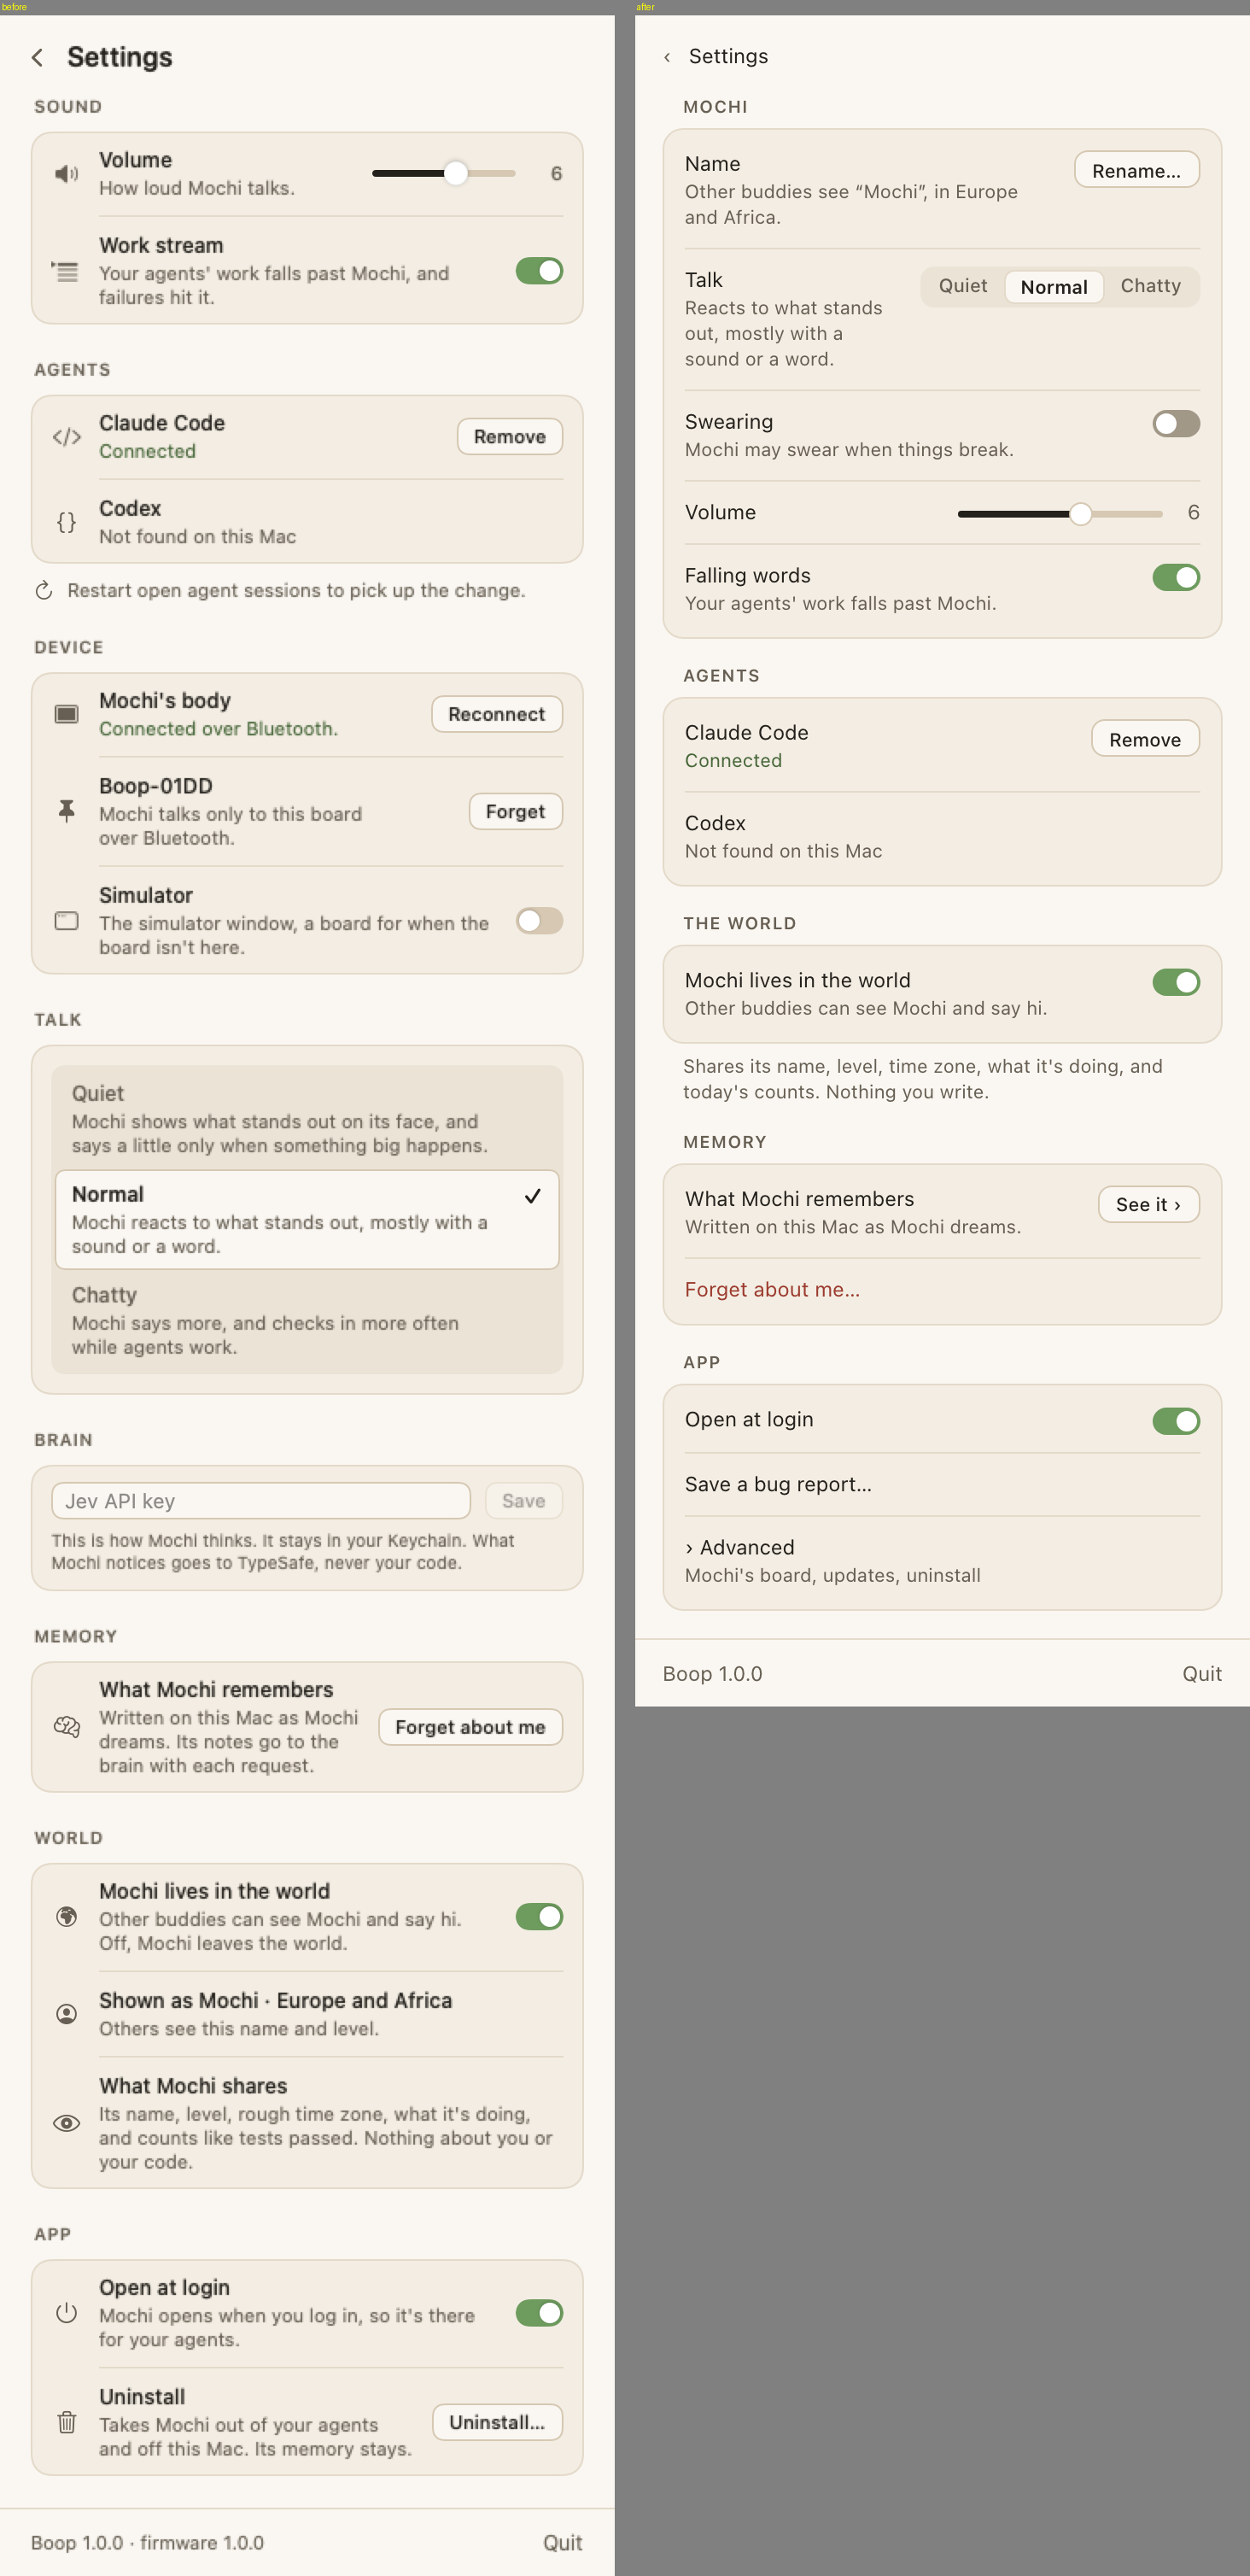 before
Settings
SOUND
Volume
How loud Mochi talks.
6
Work stream
Your agents' work falls past Mochi, and
failures hit it.
AGENTS
Claude Code
Connected
Remove
Codex
Not found on this Mac
Restart open agent sessions to pick up the change.
DEVICE
Mochi's body
Connected over Bluetooth.
Reconnect
Boop-01DD
Mochi talks only to this board
over Bluetooth.
Forget
Simulator
The simulator window, a board for when the
board isn't here.
TALK
Quiet
Mochi shows what stands out on its face, and
says a little only when something big happens.
Normal
Mochi reacts to what stands out, mostly with a
sound or a word.
Chatty
Mochi says more, and checks in more often
while agents work.
BRAIN
Jev API key
Save
This is how Mochi thinks. It stays in your Keychain. What
Mochi notices goes to TypeSafe, never your code.
MEMORY
What Mochi remembers
Written on this Mac as Mochi
dreams. Its notes go to the
brain with each request.
Forget about me
WORLD
Mochi lives in the world
Other buddies can see Mochi and say hi.
Off, Mochi leaves the world.
Shown as Mochi · Europe and Africa
Others see this name and level.
What Mochi shares
Its name, level, rough time zone, what it's doing,
and counts like tests passed. Nothing about you or
your code.
APP
Open at login
Mochi opens when you log in, so it's there
for your agents.
Uninstall
Takes Mochi out of your agents
and off this Mac. Its memory stays.
Uninstall...
Boop 1.0.0 · firmware 1.0.0
Quit
after
‹ Settings
MOCHI
Name
Other buddies see “Mochi”, in Europe
and Africa.
Rename...
Talk
Reacts to what stands
out, mostly with a
sound or a word.
Quiet
Normal
Chatty
Swearing
Mochi may swear when things break.
Volume
6
Falling words
Your agents' work falls past Mochi.
AGENTS
Claude Code
Connected
Remove
Codex
Not found on this Mac
THE WORLD
Mochi lives in the world
Other buddies can see Mochi and say hi.
Shares its name, level, time zone, what it's doing, and
today's counts. Nothing you write.
MEMORY
What Mochi remembers
Written on this Mac as Mochi dreams.
See it ›
Forget about me...
APP
Open at login
Save a bug report...
› Advanced
Mochi's board, updates, uninstall
Boop 1.0.0
Quit